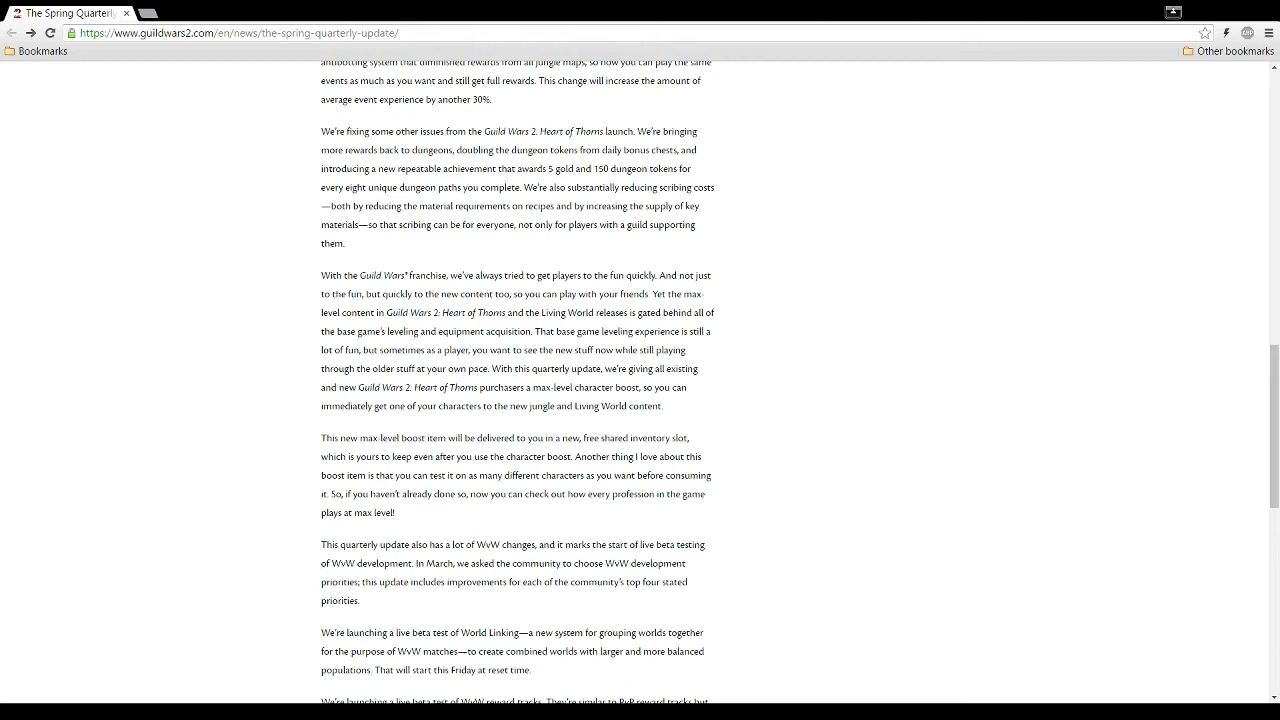 The Spring Quarterly
https://www.guildwars2.com/en/news/the-spring-quarterly-update/
ABP
Bookmarks
Other bookmarks
antibotting system that diminished rewards from all jungle maps, so now you can play the same
events as much as you want and still get full rewards. This change will increase the amount of
average event experience by another 30%.
We're fixing some other issues from the Guild Wars 2: Heart of Thorns launch. We're bringing
more rewards back to dungeons, doubling the dungeon tokens from daily bonus chests, and
introducing a new repeatable achievement that awards 5 gold and 150 dungeon tokens for
every eight unique dungeon paths you complete. We're also substantially reducing scribing costs
—both by reducing the material requirements on recipes and by increasing the supply of key
materials—so that scribing can be for everyone, not only for players with a guild supporting
them.
With the Guild Wars® franchise, we've always tried to get players to the fun quickly. And not just
to the fun, but quickly to the new content too, so you can play with your friends. Yet the max-
level content in Guild Wars 2: Heart of Thorns and the Living World releases is gated behind all of
the base game's leveling and equipment acquisition. That base game leveling experience is still a
lot of fun, but sometimes as a player, you want to see the new stuff now while still playing
through the older stuff at your own pace. With this quarterly update, we're giving all existing
and new Guild Wars 2: Heart of Thorns purchasers a max-level character boost, so you can
immediately get one of your characters to the new jungle and Living World content.
This new max-level boost item will be delivered to you in a new, free shared inventory slot,
which is yours to keep even after you use the character boost. Another thing I love about this
boost item is that you can test it on as many different characters as you want before consuming
it. So, if you haven't already done so, now you can check out how every profession in the game
plays at max level!
This quarterly update also has a lot of WvW changes, and it marks the start of live beta testing
of WvW development. In March, we asked the community to choose WvW development
priorities; this update includes improvements for each of the community's top four stated
priorities.
We're launching a live beta test of World Linking—a new system for grouping worlds together
for the purpose of WvW matches—to create combined worlds with larger and more balanced
populations. That will start this Friday at reset time.
We're launching a live beta test of WvW reward tracks. They're similar to PvP reward tracks but